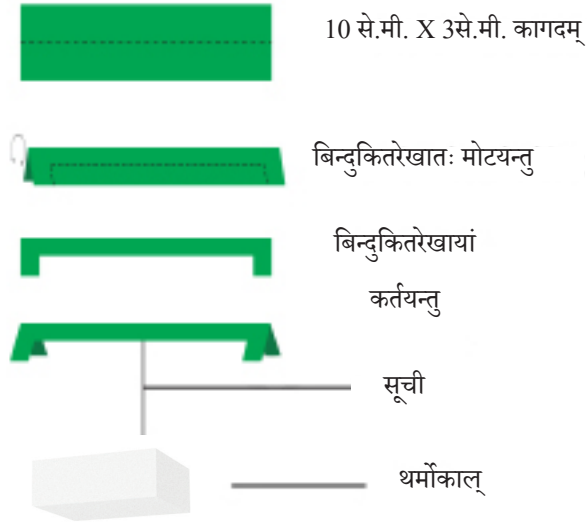 10 से.मी. X 3से.मी. कागदम्
बिन्दुकितरेखातः मोटयन्तु
बिन्दुकितरेखायां
कर्तयन्तु
सूची
थर्मोकाल्